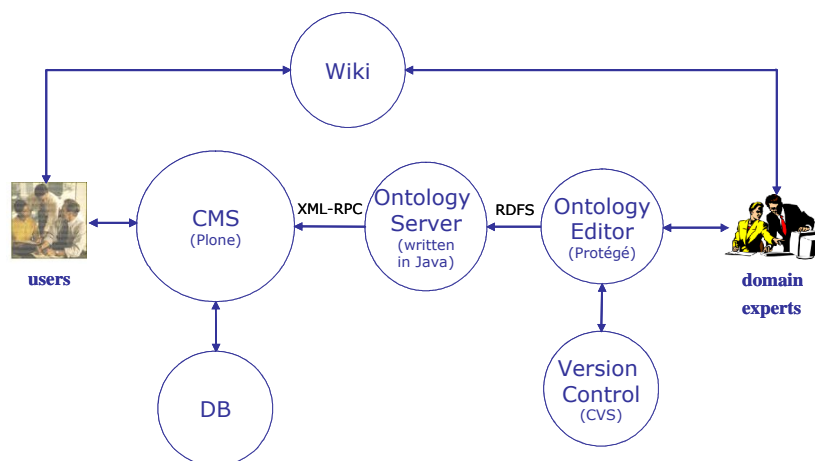 Wiki
CMS
(Plone)
XML-RPC
Ontology
Server
(written
in Java)
RDFS
Ontology
Editor
(Protégé)
users
domain
experts
DB
Version
Control
(CVS)